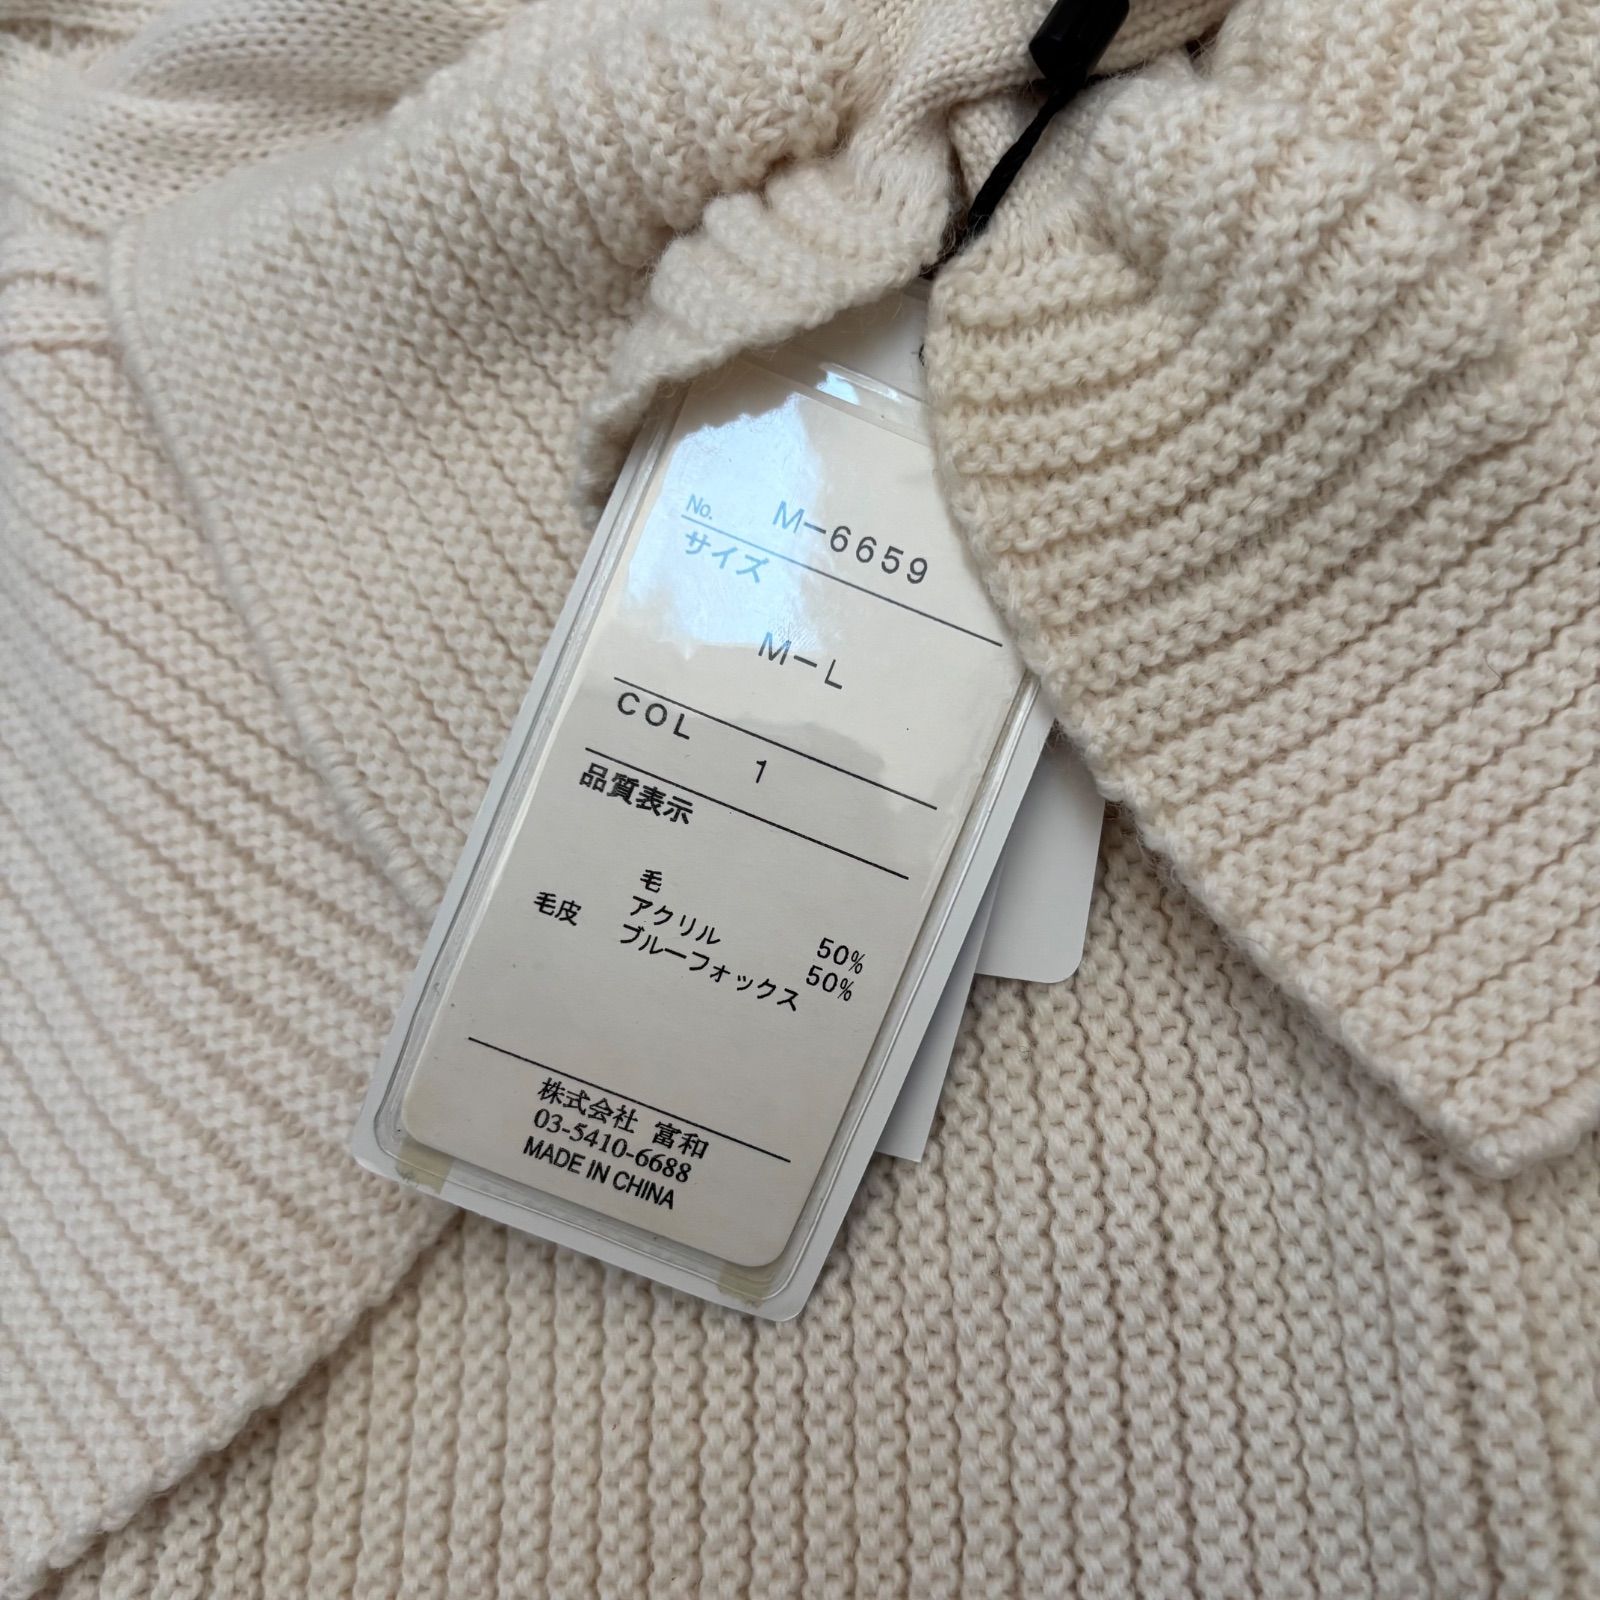 No. M-6659
サイズ
M-L
COL
1
品質表示
毛 50%
アクリル 50%
毛皮 ブルーフォックス
株式会社 富和
03-5410-6688
MADE IN CHINA